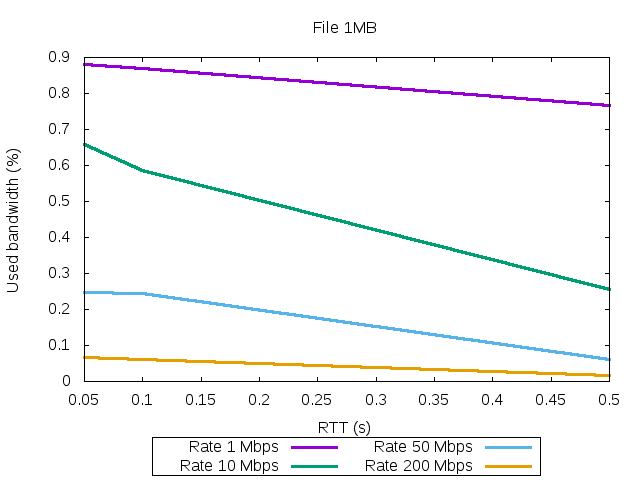 File 1MB
Used bandwidth (%)
0.9
0.8
0.7
0.6
0.5
0.4
0.3
0.2
0.1
0
0.05 0.1 0.15 0.2 0.25 0.3 0.35 0.4 0.45 0.5
RTT (s)
Rate 1 Mbps Rate 50 Mbps
Rate 10 Mbps Rate 200 Mbps